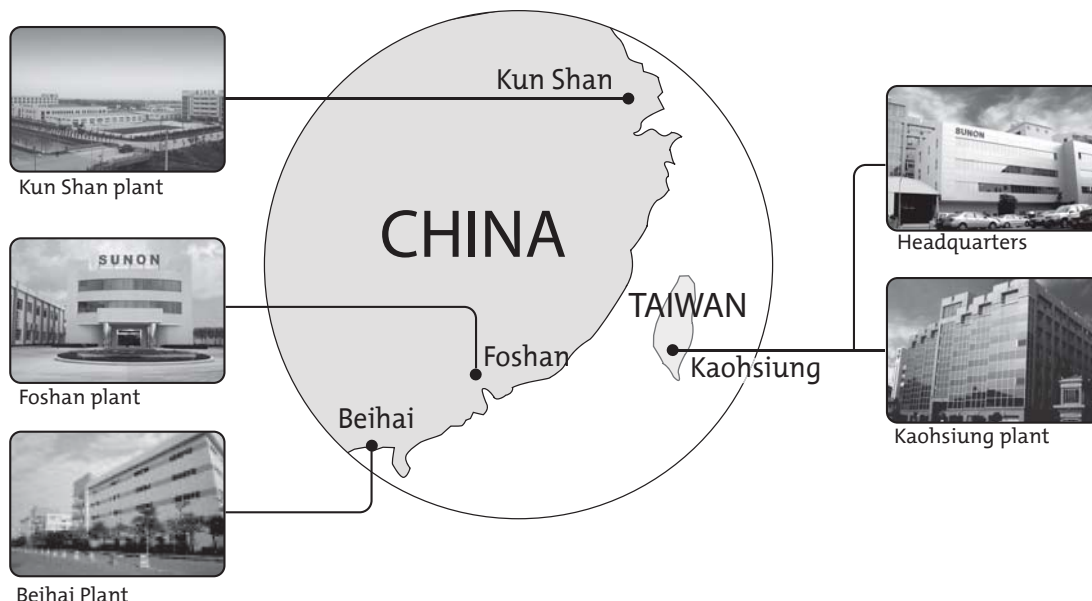 Kun Shan
Kun Shan plant
SUNON
Headquarters
CHINA
SUNON
TAIWAN
Foshan
Kaohsiung
Foshan plant
Beihai
Kaohsiung plant
Beihai Plant